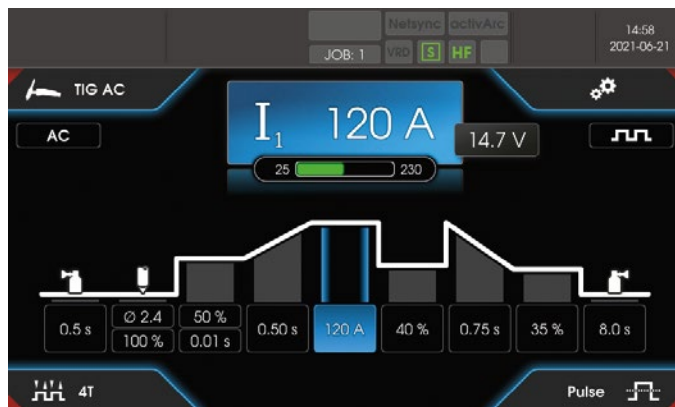 Netsync activArc
14:58
JOB: 1 VRD S HF
2021-06-21
TIG AC
I1 120 A
AC
14.7 V
25 230
0.5 s
Ø 2.4
100 %
50 %
0.01 s
0.50 s
120 A
40 %
0.75 s
35 %
8.0 s
4T
Pulse